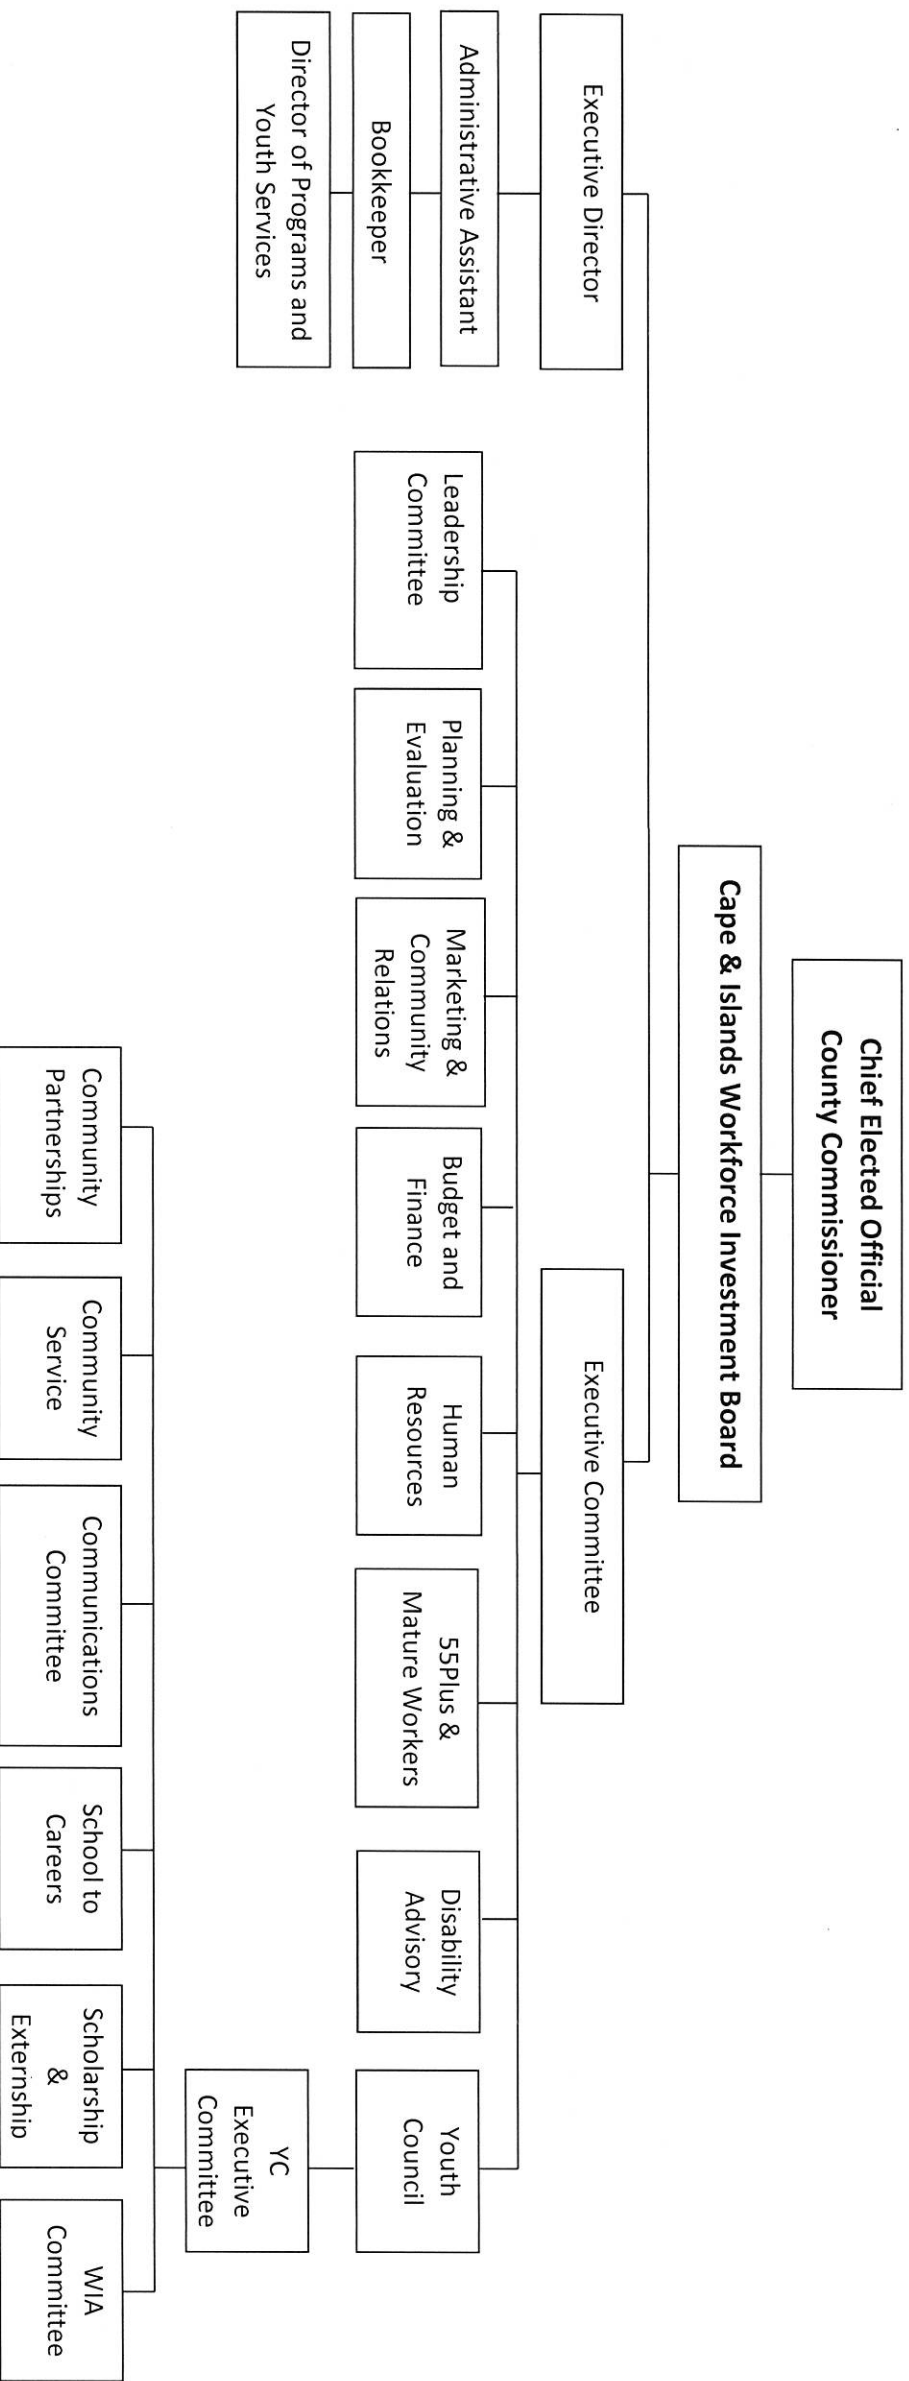 Chief Elected Official
County Commissioner
Cape & Islands Workforce Investment Board
Executive Director
Executive Committee
Administrative Assistant
Bookkeeper
Director of Programs and
Youth Services
Leadership
Committee
Planning &
Evaluation
Marketing &
Community
Relations
Budget and
Finance
Human
Resources
55Plus &
Mature Workers
Disability
Advisory
Youth
Council
YC
Executive
Committee
Community
Partnerships
Community
Service
Communications
Committee
School to
Careers
Scholarship
&
Externship
WIA
Committee